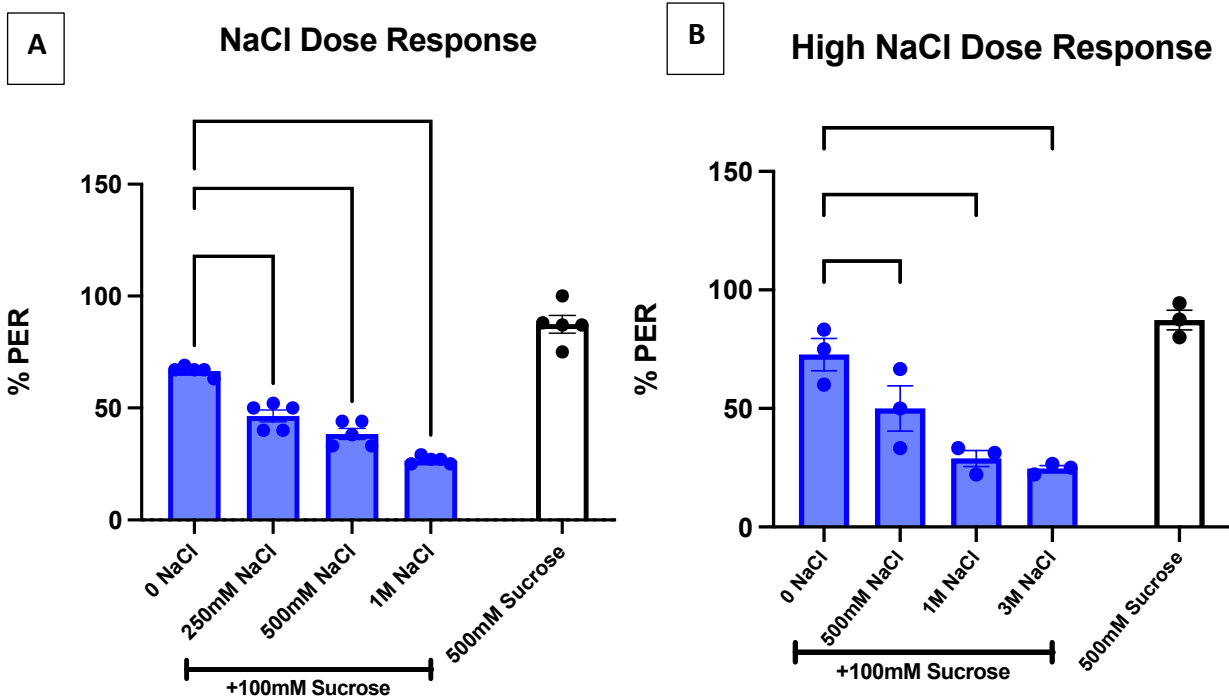 A
NaCl Dose Response
% PER
150
100
50
0
0 NaCl
250mM NaCl
500mM NaCl
1M NaCl
500mM Sucrose
+100mM Sucrose
B
High NaCl Dose Response
% PER
150
100
50
0
0 NaCl
500mM NaCl
1M NaCl
3M NaCl
500mM Sucrose
+100mM Sucrose